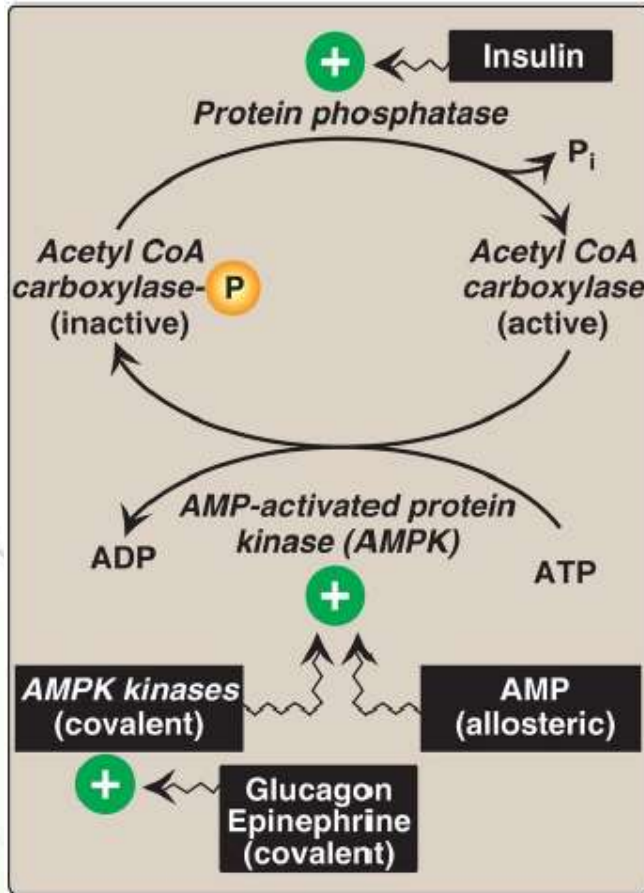 +
Insulin
Protein phosphatase
Pi
Acetyl CoA
carboxylase-P
(inactive)
Acetyl CoA
carboxylase
(active)
AMP-activated protein
kinase (AMPK)
ADP
ATP
+
AMPK kinases
(covalent)
AMP
(allosteric)
+
Glucagon
Epinephrine
(covalent)